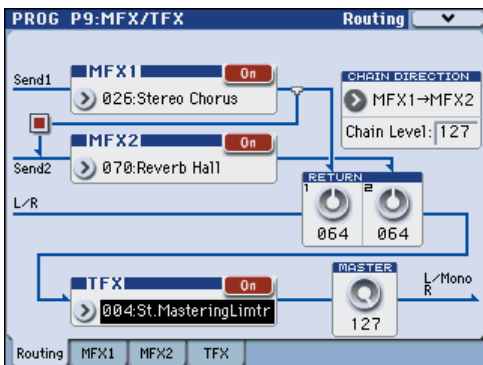 PROG P9:MFX/TFX Routing
Send1
MFX1 On
026:Stereo Chorus
CHAIN DIRECTION
MFX1→MFX2
Chain Level: 127
MFX2 On
070:Reverb Hall
Send2
RETURN
1 2
064 064
L/R
TFX On
004:St.MasteringLimtr
MASTER
127
L/Mono
R
Routing MFX1 MFX2 TFX